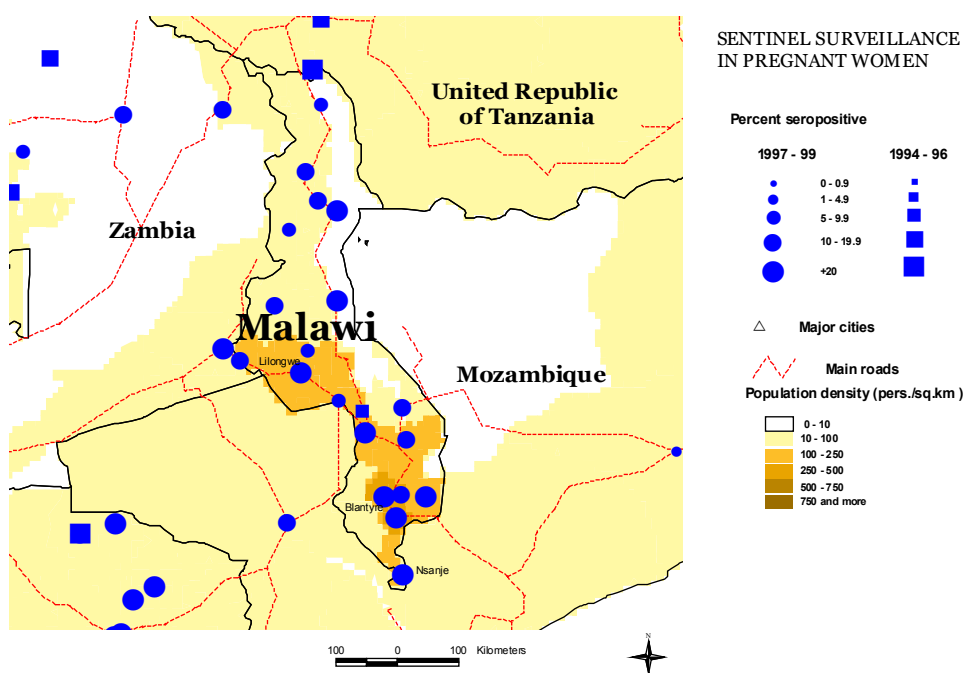 SENTINEL SURVEILLANCE
IN PREGNANT WOMEN
Percent seropositive
1997 - 99
1994 - 96
0 - 0.9
1 - 4.9
5 - 9.9
10 - 19.9
+20
Major cities
Main roads
Population density (pers./sq.km )
0 - 10
10 - 100
100 - 250
250 - 500
500 - 750
750 and more
United Republic
of Tanzania
Zambia
Malawi
Lilongwe
Mozambique
Blantyre
Nsanje
100
0
100
Kilometers
N